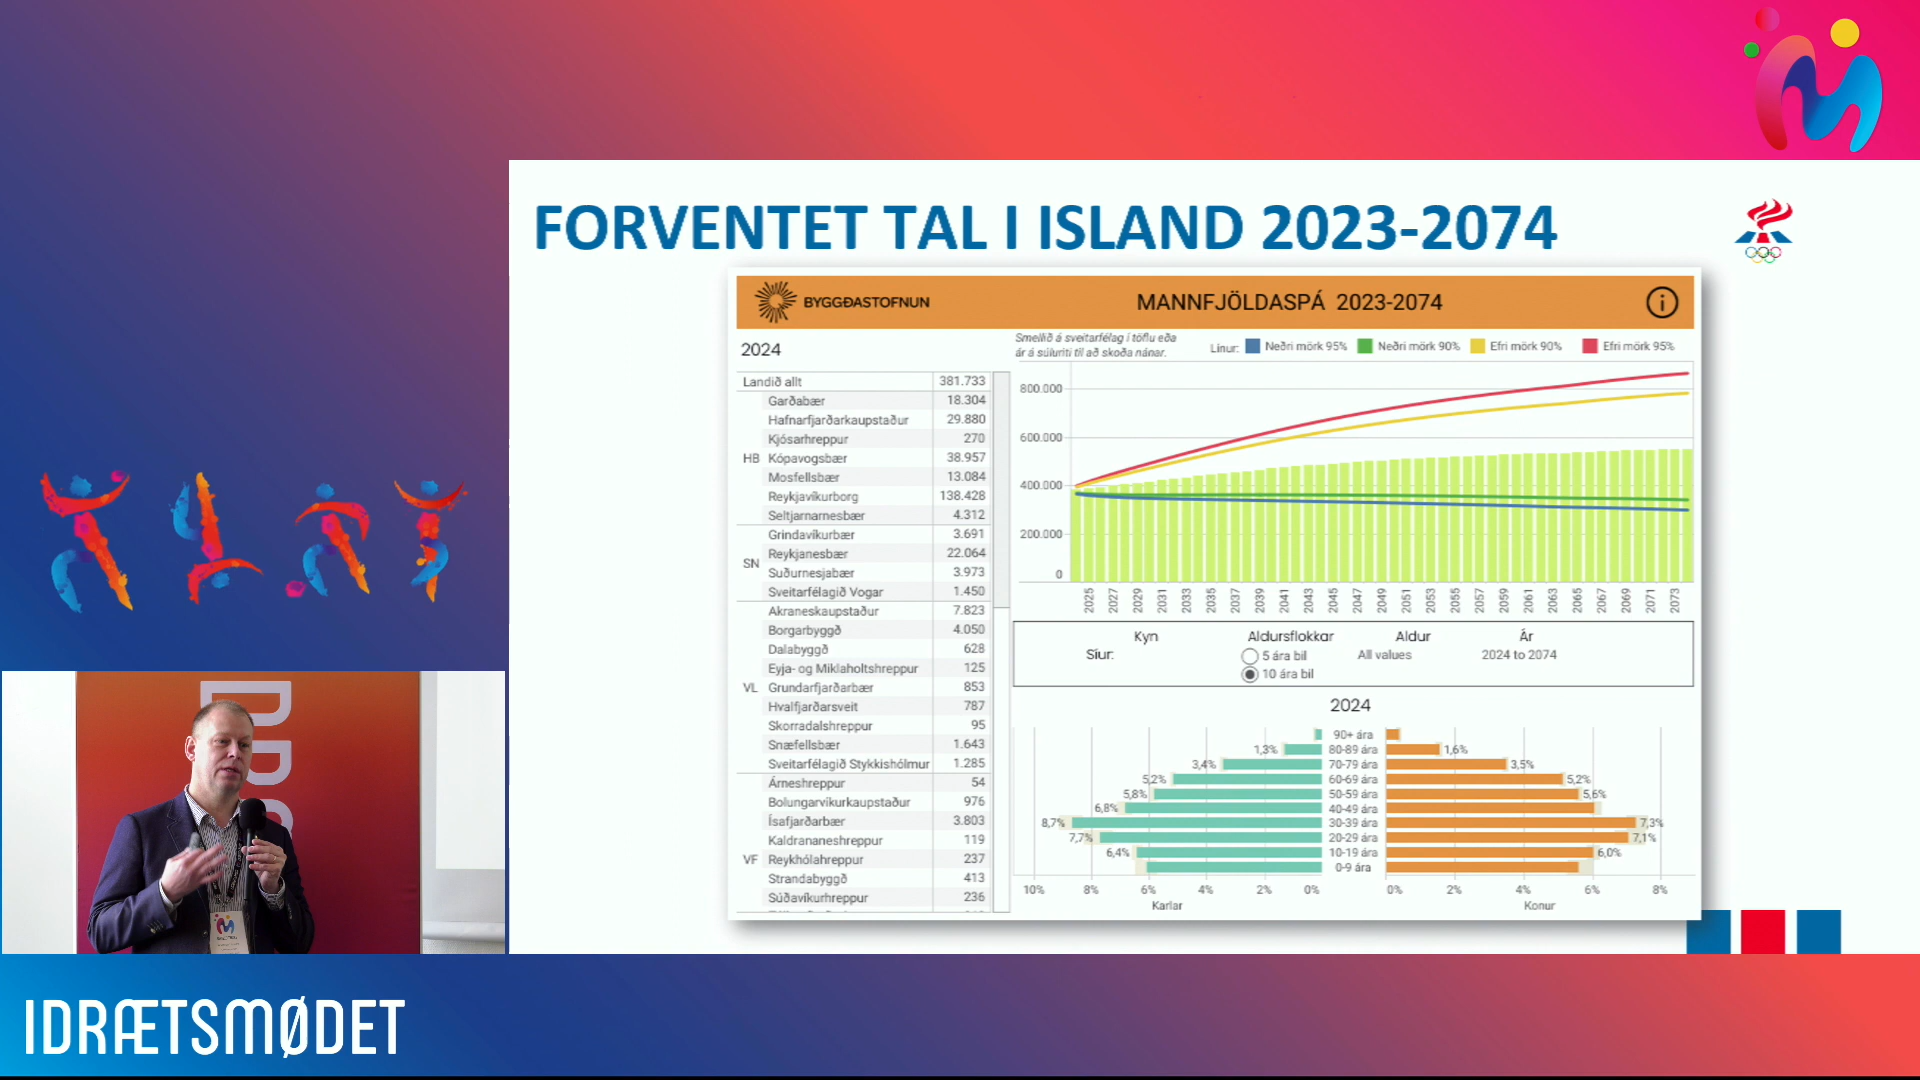 FORVENTET TAL I ISLAND 2023-2074
BYGGÐASTOFNUN
MANNFJÖLDASPÁ 2023-2074
2024
Smellið á sveitarfélag í töflu eða
ár á súluriti til að skoða nánar.
Línur: Neðri mörk 95% Neðri mörk 90% Efri mörk 90% Efri mörk 95%
Landið allt 381.733
HB
Garðabær 18.304
Hafnarfjarðarkaupstaður 29.880
Kjósarhreppur 270
Kópavogsbær 38.957
Mosfellsbær 13.084
Reykjavíkurborg 138.428
Seltjarnarnesbær 4.312
SN
Grindavíkurbær 3.691
Reykjanesbær 22.064
Suðurnesjabær 3.973
Sveitarfélagið Vogar 1.450
VL
Akraneskaupstaður 7.823
Borgarbyggð 4.050
Dalabyggð 628
Eyja- og Miklaholtshreppur 125
Grundarfjarðarbær 853
Hvalfjarðarsveit 787
Skorradalshreppur 95
Snæfellsbær 1.643
Sveitarfélagið Stykkishólmur 1.285
VF
Árneshreppur 54
Bolungarvíkurkaupstaður 976
Ísafjarðarbær 3.803
Kaldrananeshreppur 119
Reykhólahreppur 237
Strandabyggð 413
Súðavíkurhreppur 236
800.000
600.000
400.000
200.000
0
2025 2027 2029 2031 2033 2035 2037 2039 2041 2043 2045 2047 2049 2051 2053 2055 2057 2059 2061 2063 2065 2067 2069 2071 2073
Kyn Aldursflokkar Aldur Ár
Síur: 5 ára bil All values 2024 to 2074
10 ára bil
2024
90+ ára
1,3% 80-89 ára 1,6%
3,4% 70-79 ára 3,5%
5,2% 60-69 ára 5,2%
5,8% 50-59 ára 5,6%
6,8% 40-49 ára
8,7% 30-39 ára 7,3%
7,7% 20-29 ára 7,1%
6,4% 10-19 ára 6,0%
0-9 ára
10% 8% 6% 4% 2% 0% 0% 2% 4% 6% 8%
Karlar Konur
IDRÆTSMØDET